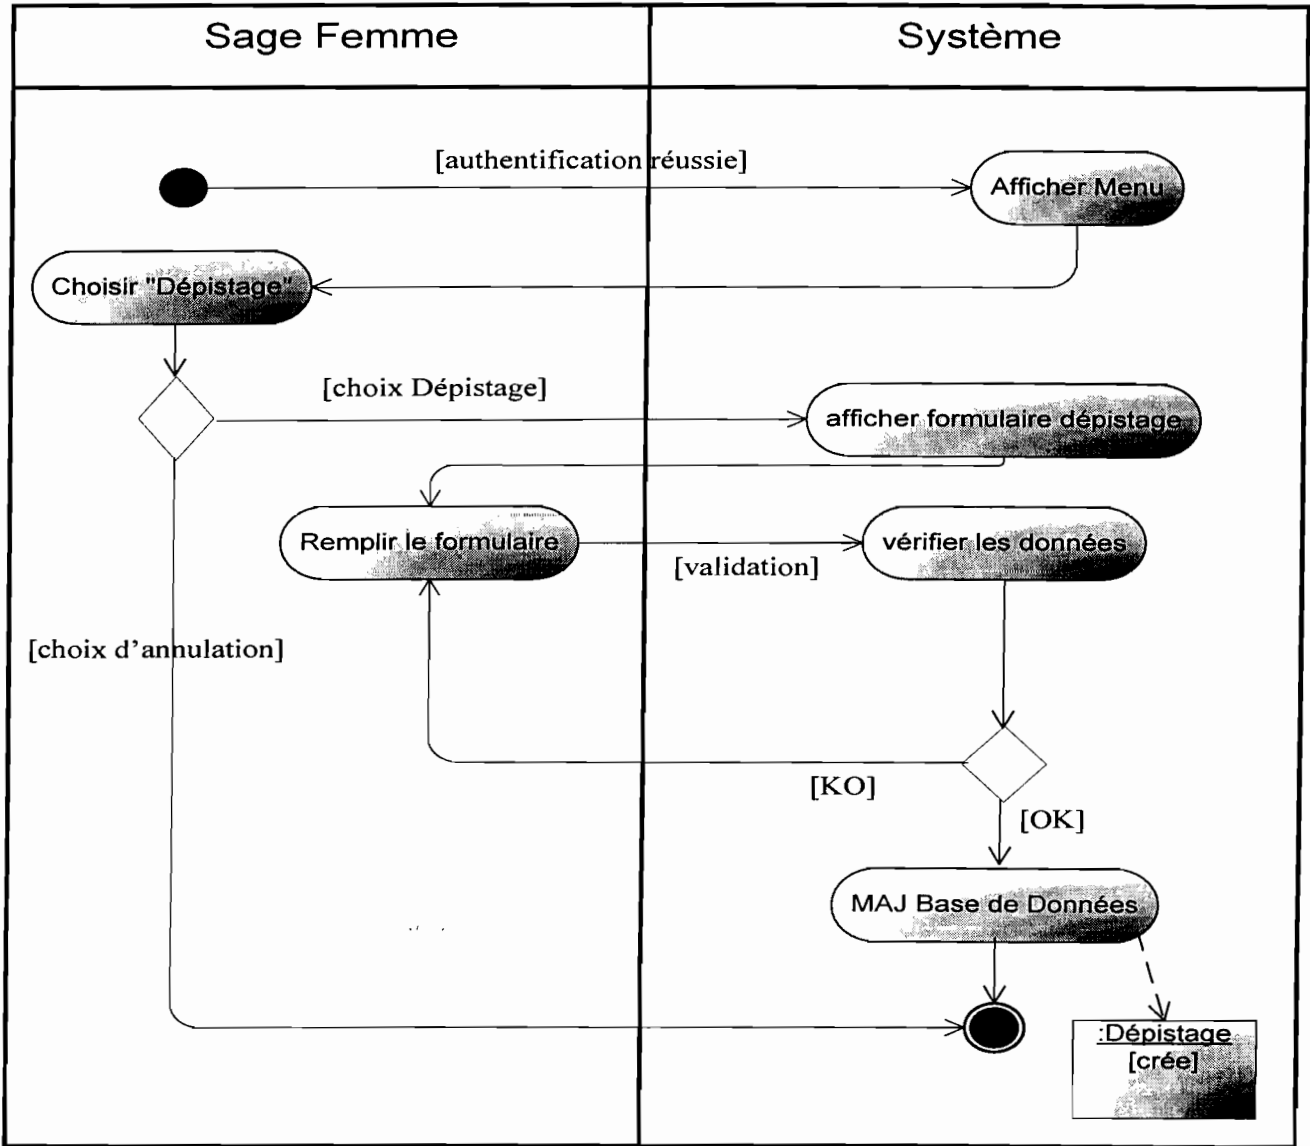 Sage Femme
Système
[authentification réussie]
Afficher Menu
Choisir "Dépistage"
[choix Dépistage]
afficher formulaire dépistage
Remplir le formulaire
vérifier les données
[validation]
[choix d'annulation]
[KO]
[OK]
MAJ Base de Données
:Dépistage
[crée]